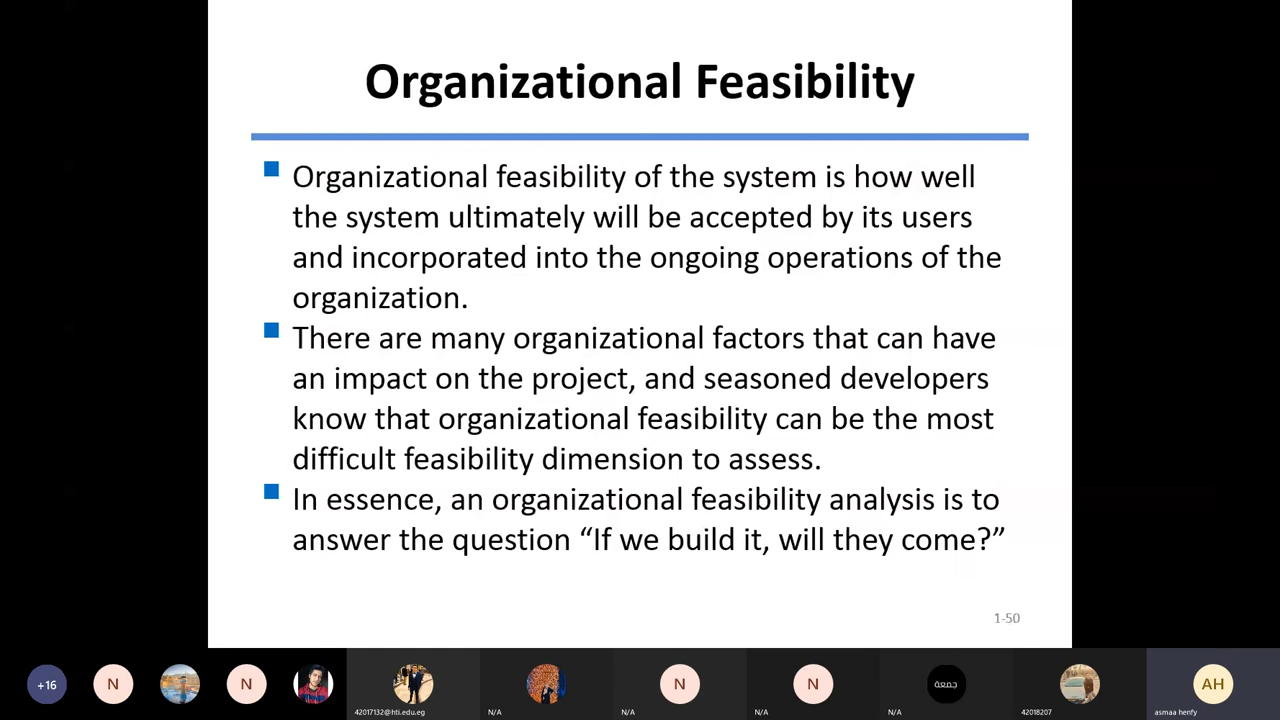 Organizational Feasibility
Organizational feasibility of the system is how well
the system ultimately will be accepted by its users
and incorporated into the ongoing operations of the
organization.
There are many organizational factors that can have
an impact on the project, and seasoned developers
know that organizational feasibility can be the most
difficult feasibility dimension to assess.
In essence, an organizational feasibility analysis is to
answer the question “If we build it, will they come?”
1-50
+16
N
N
N
N
جمعة
AH
42017132@hti.edu.eg
N/A
N/A
N/A
N/A
42018207
asmaa henfy